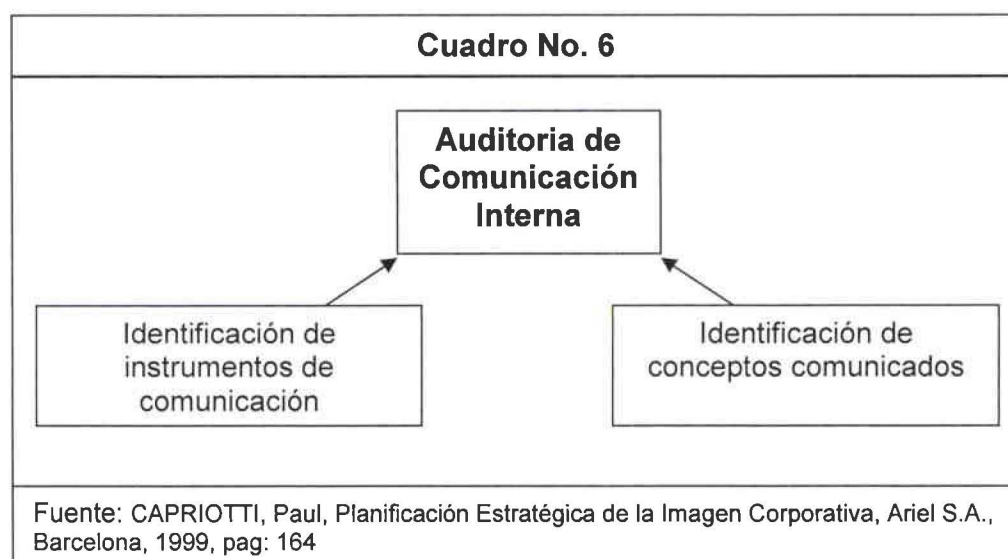 Cuadro No. 6
Auditoria de
Comunicación
Interna
Identificación de
instrumentos de
comunicación
Identificación de
conceptos comunicados
Fuente: CAPRIOTTI, Paul, Planificación Estratégica de la Imagen Corporativa, Ariel S.A.,
Barcelona, 1999, pag: 164